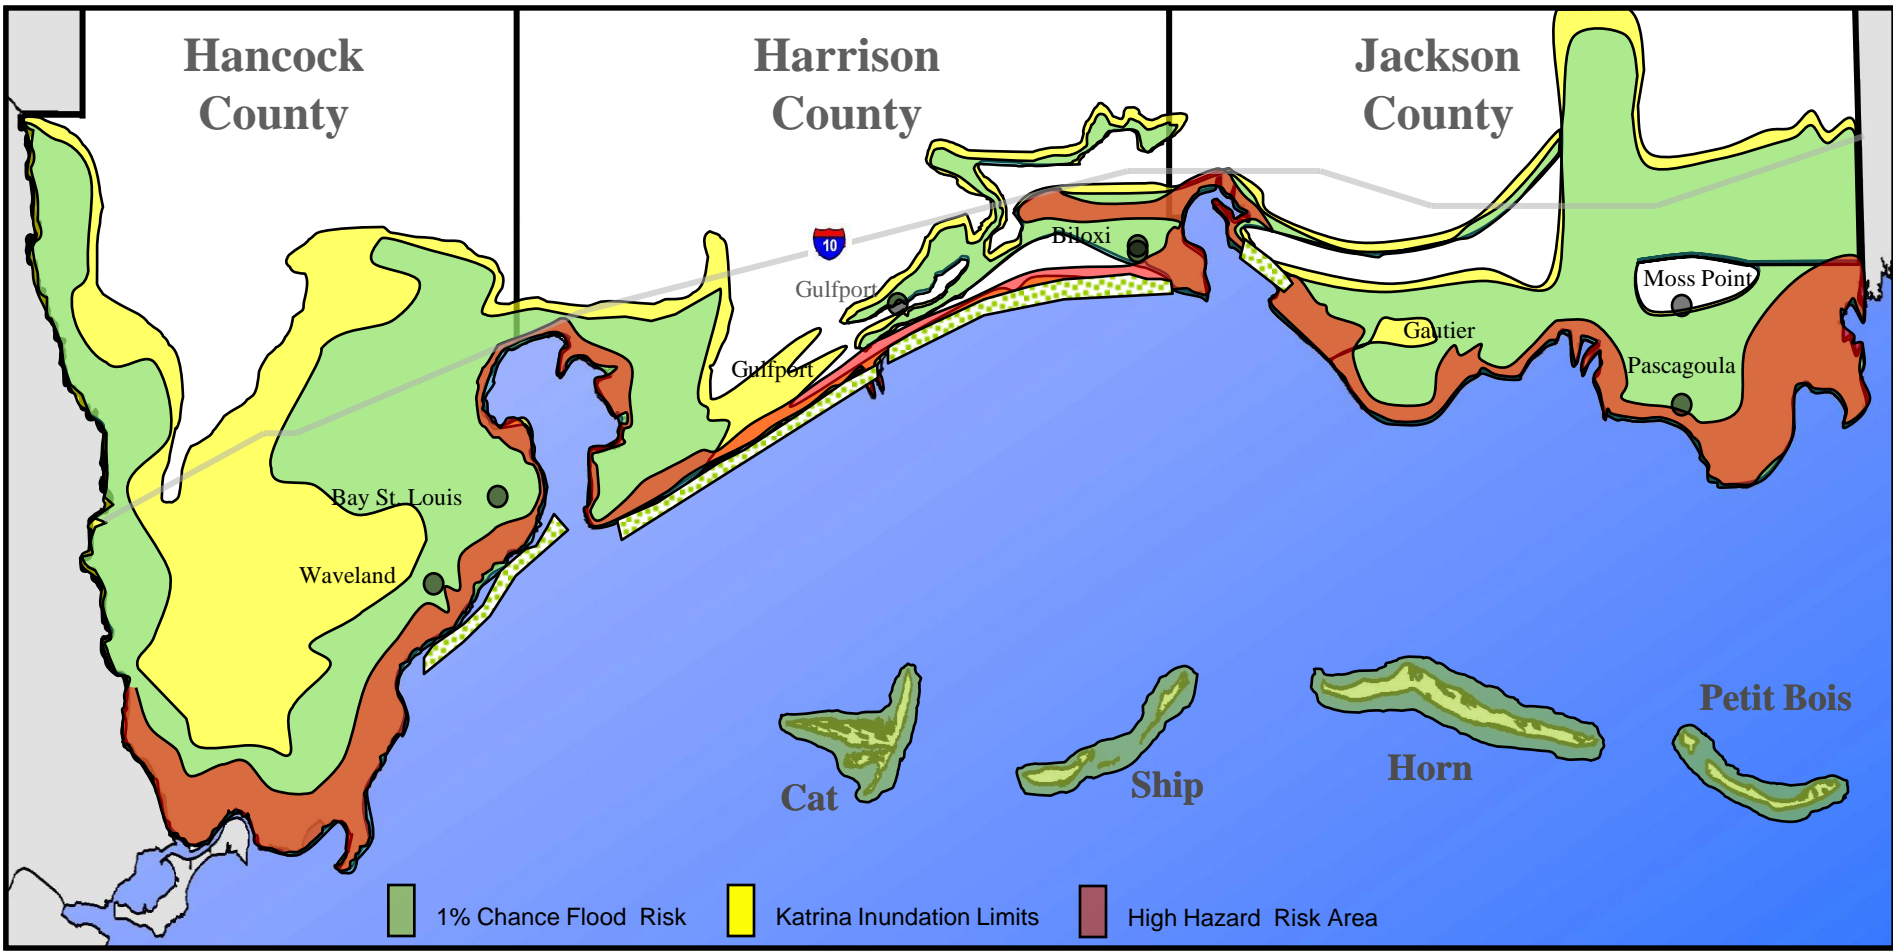 Hancock
County
Harrison
County
Jackson
County
10
Biloxi
Gulfport
Moss Point
Gautier
Gulfport
Pascagoula
Bay St. Louis
Waveland
Petit Bois
Horn
Ship
Cat
1% Chance Flood Risk
Katrina Inundation Limits
High Hazard Risk Area